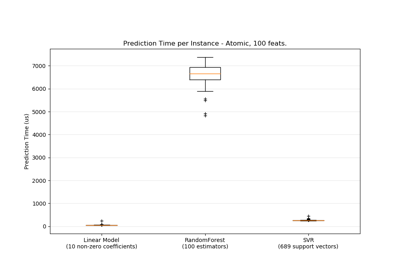 Prediction Time per Instance - Atomic, 100 feats.
Prediction Time (us)
7000
6000
5000
4000
3000
2000
1000
0
Linear Model
(10 non-zero coefficients)
RandomForest
(100 estimators)
SVR
(689 support vectors)